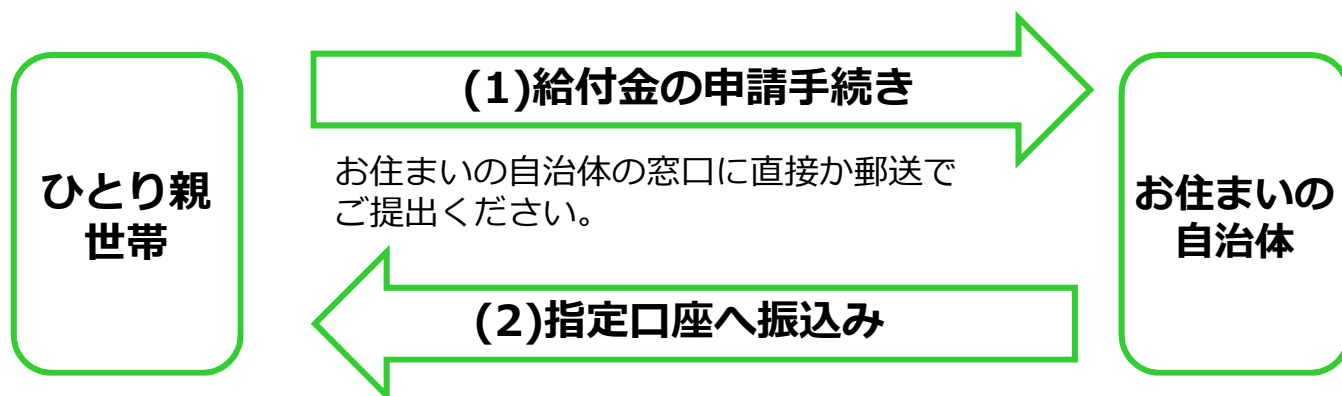 ひとり親
世帯
(1)給付金の申請手続き
お住まいの自治体の窓口に直接か郵送で
ご提出ください。
(2)指定口座へ振込み
お住まいの
自治体